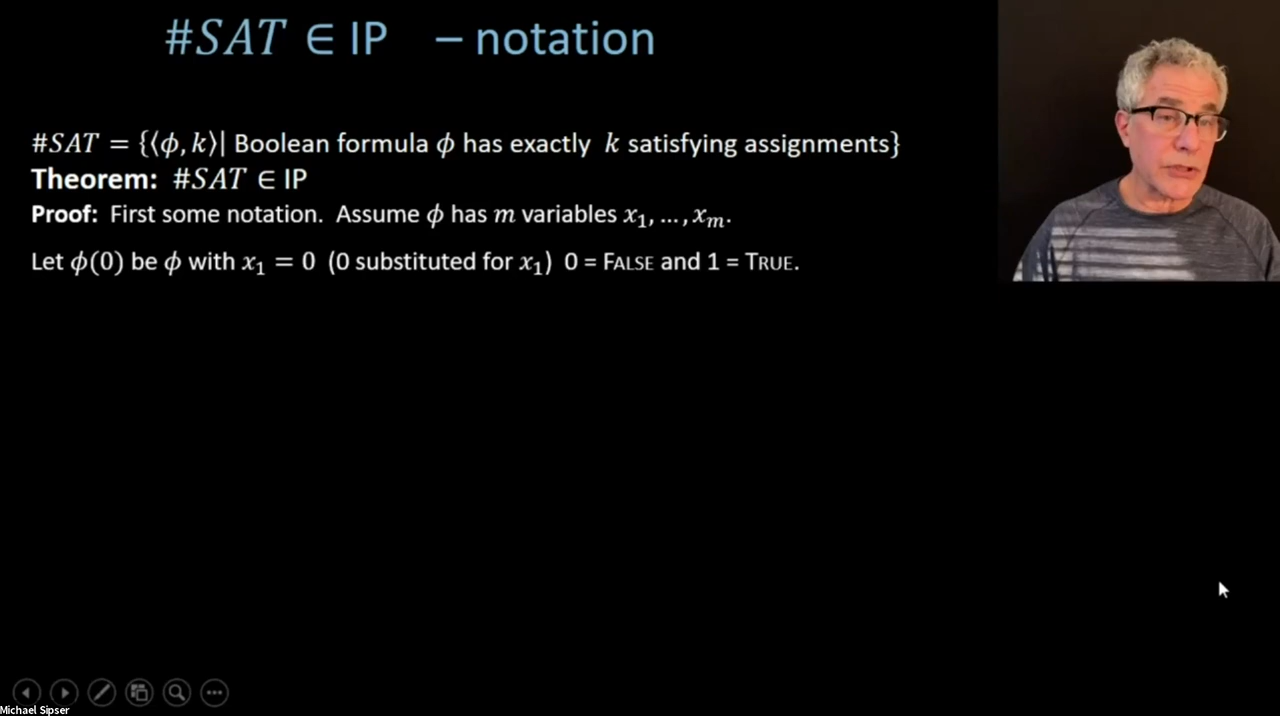 #SAT ∈ IP – notation
#SAT = {⟨ϕ, k⟩| Boolean formula ϕ has exactly k satisfying assignments}
Theorem: #SAT ∈ IP
Proof: First some notation. Assume ϕ has m variables x₁, … , xₘ.
Let ϕ(0) be ϕ with x₁ = 0 (0 substituted for x₁) 0 = FALSE and 1 = TRUE.
Michael Sipser